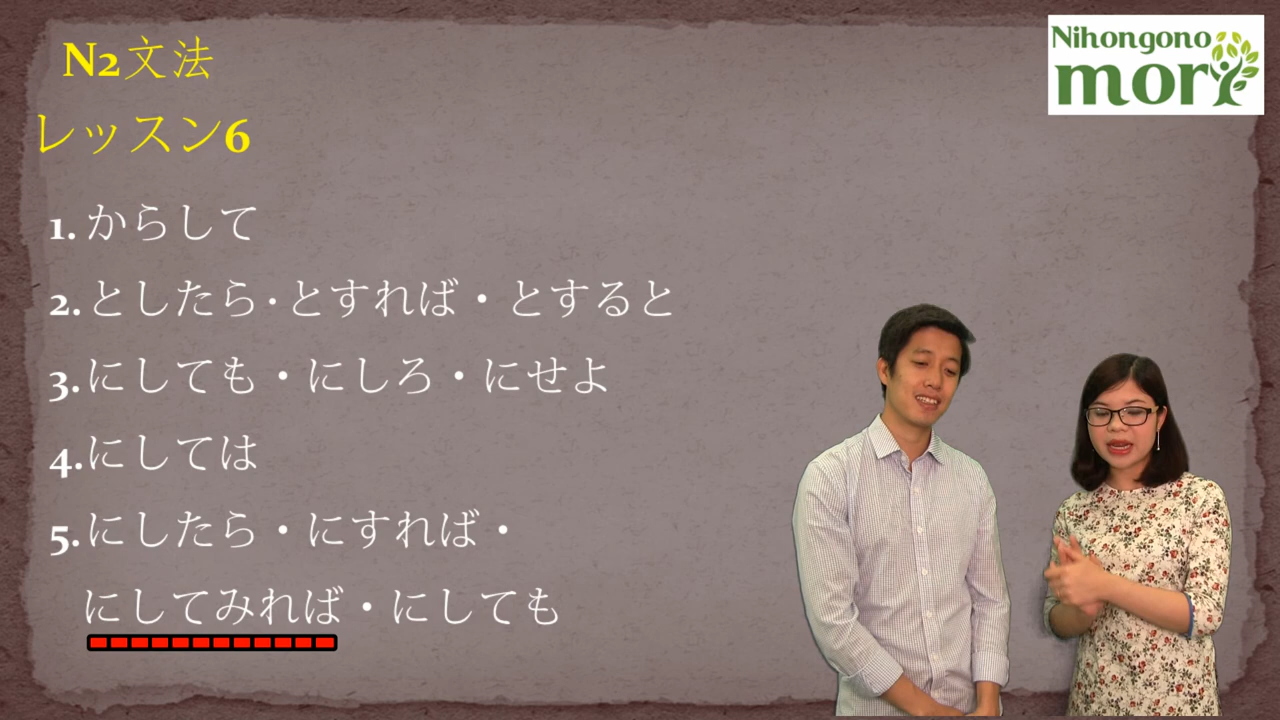 N2文法
レッスン6
Nihongono
mori
1. からして
2. としたら・とすれば・とすると
3. にしても・にしろ・にせよ
4. にしては
5. にしたら・にすれば・
にしてみれば・にしても